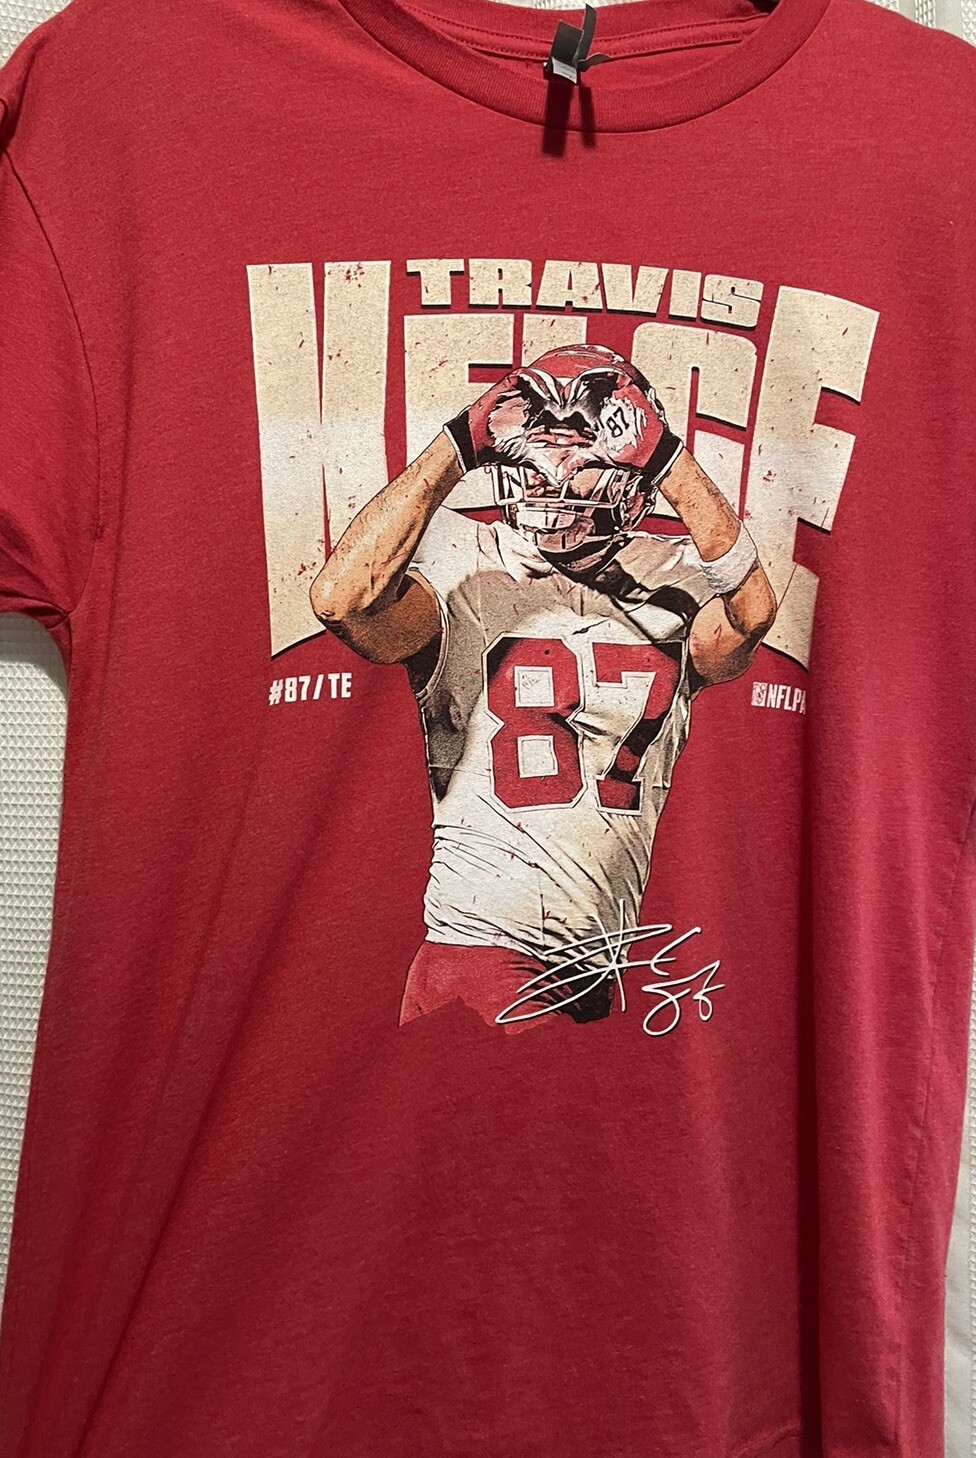 TRAVIS
KELCE
87
87
#87/TE
NFLPA